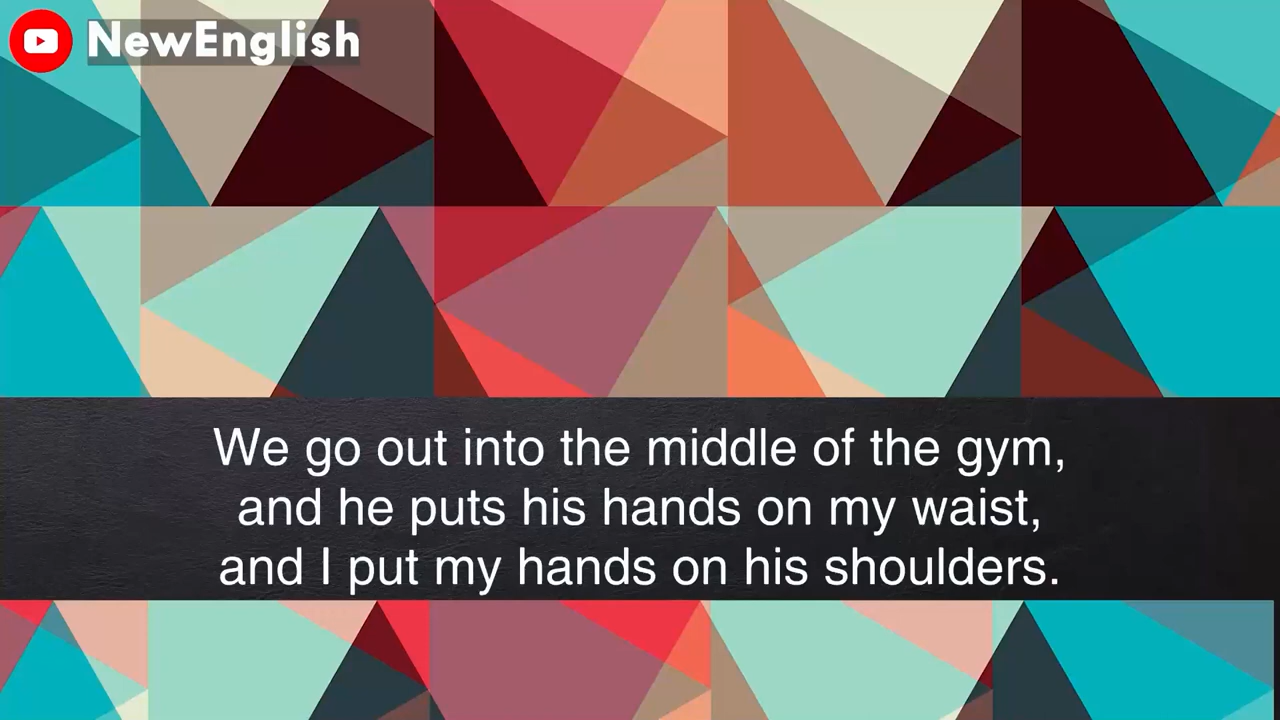 NewEnglish
We go out into the middle of the gym,
and he puts his hands on my waist,
and I put my hands on his shoulders.